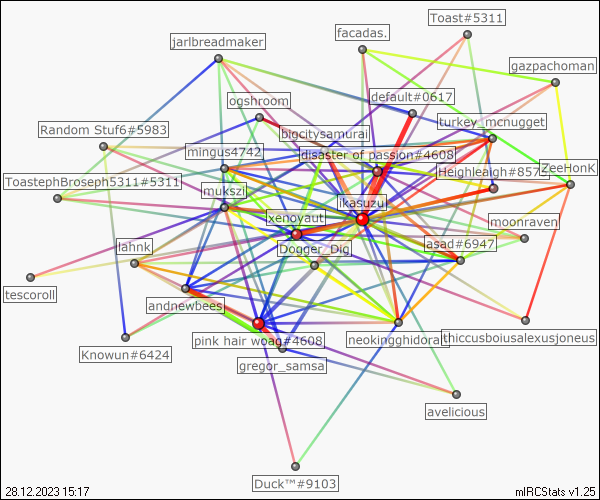 Toast#5311
facadas.
jarlbreadmaker
gazpachoman
default#0617
ogshroom
turkey_mcnugget
Random Stuf6#5983
bigcitysamurai
mingus4742
disaster of passion#4608
Heighleagh#857
ZeeHonK
ToastephBroseph5311#5311
mukszi
ikasuzu
xenoyaut
moonraven
lahnk
Dogger_Dig
asad#6947
tescoroll
andnewbees
pink hair woag#4608
neokingghidorah
thiccusboiusalexusjoneus
Knowun#6424
gregor_samsa
avelicious
Duck™#9103
28.12.2023 15:17
mIRCStats v1.25